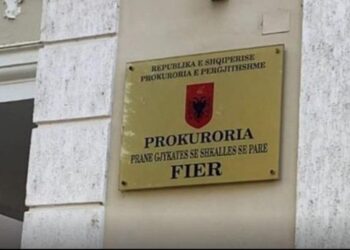 REPUBLIKA E SHQIPERISE
PROKURORIA E PERGJITHSHME
PROKURORIA
PRANE GJYKATES SE SHKALLES SE PARE
FIER